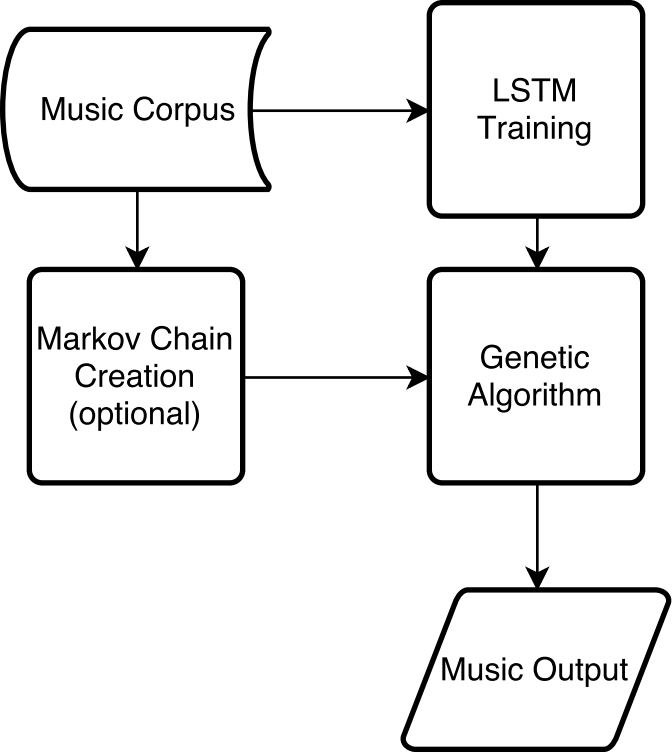 Music Corpus
LSTM
Training
Markov Chain
Creation
(optional)
Genetic
Algorithm
Music Output